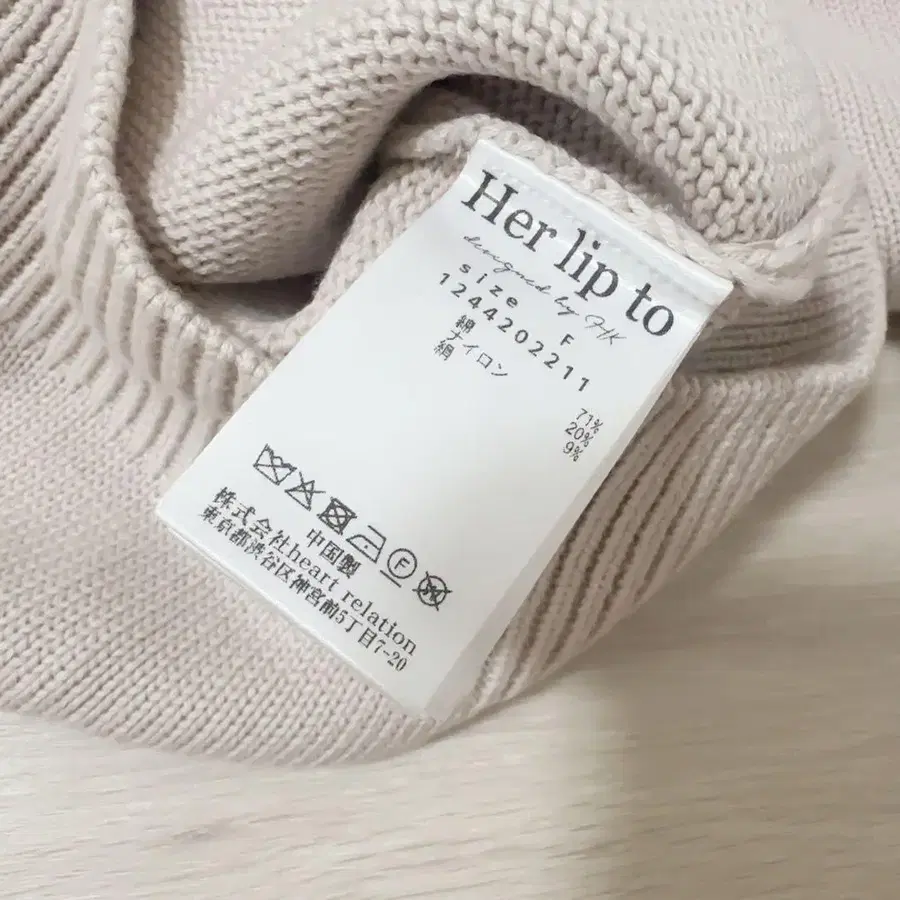 Her lip to
designed by HK
size F
12442022211
綿 71%
ナイロン 20%
絹 9%
F
中国製
株式会社heart relation
東京都渋谷区神宮前5丁目7-20